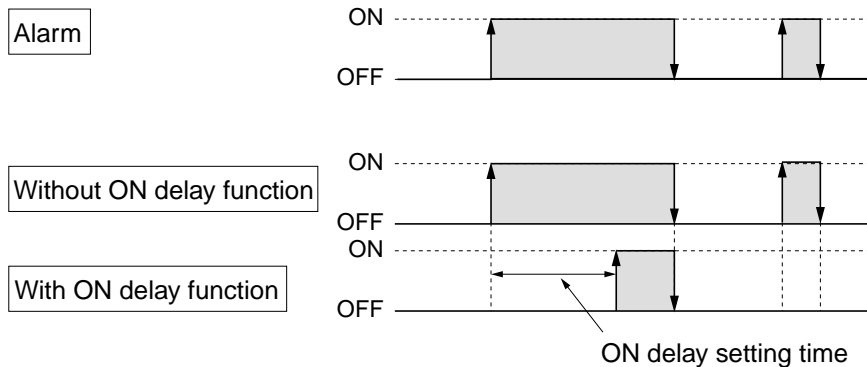 ON
Alarm
OFF
ON
Without ON delay function
OFF
ON
With ON delay function
OFF
ON delay setting time